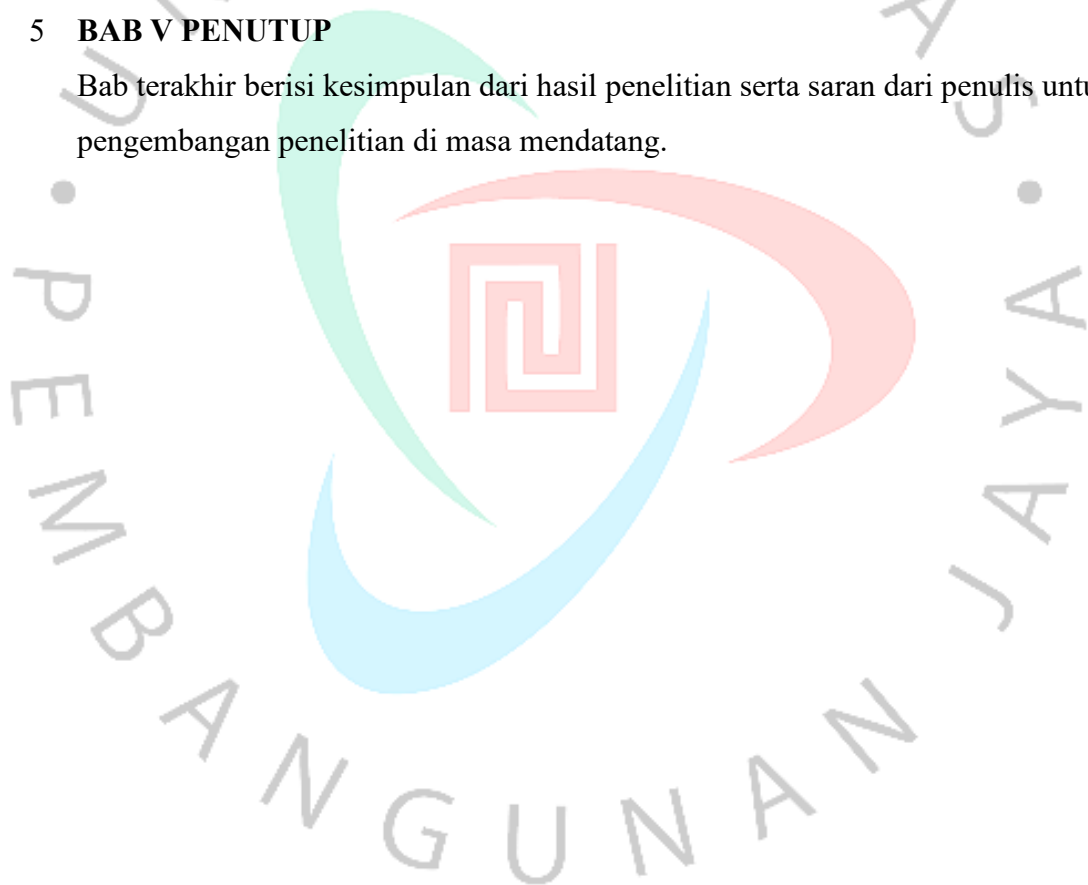 5 BAB V PENUTUP
Bab terakhir berisi kesimpulan dari hasil penelitian serta saran dari penulis untu
pengembangan penelitian di masa mendatang.
PEMBANGUNAN JAYA